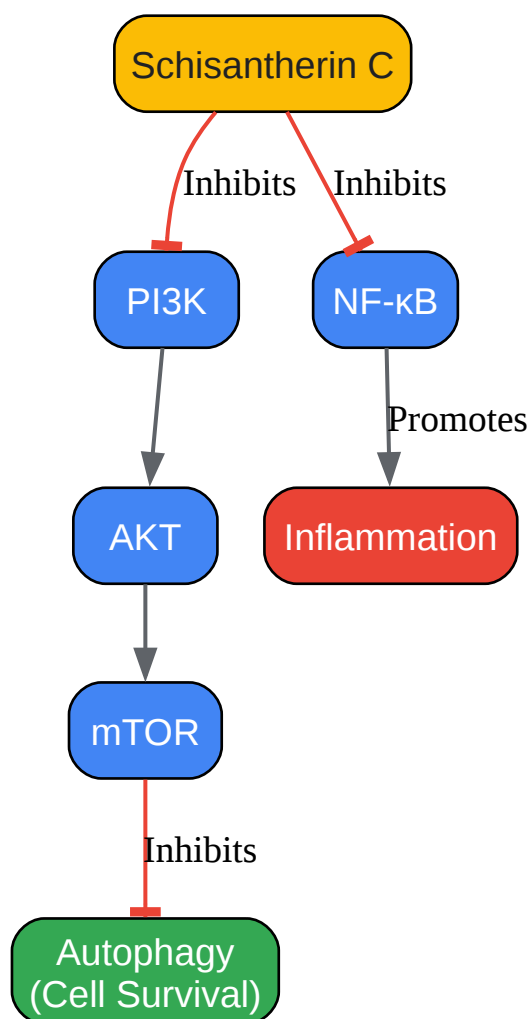 Schisantherin C
Inhibits
Inhibits
PI3K
NF-κB
Promotes
AKT
Inflammation
mTOR
Inhibits
Autophagy
(Cell Survival)